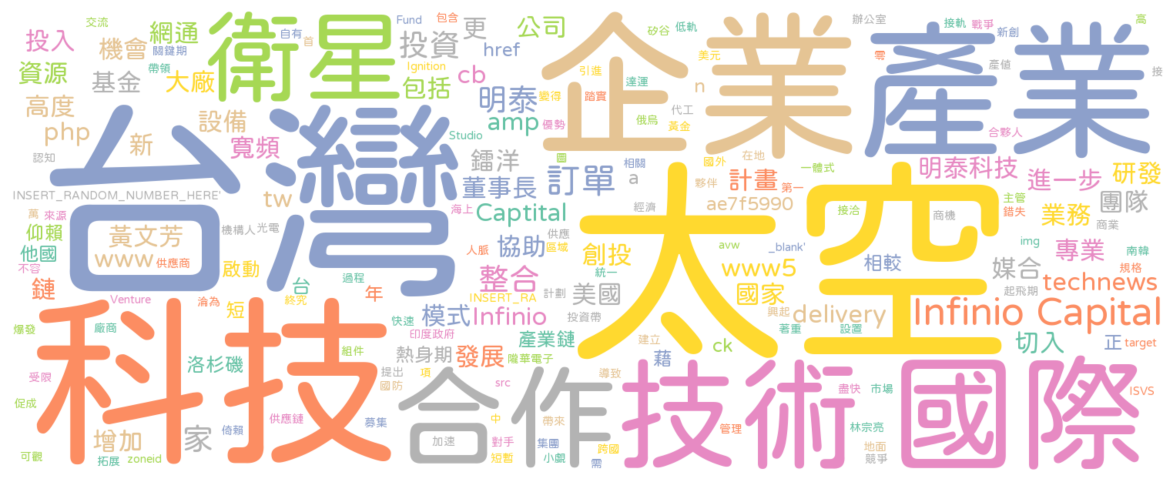 交流
自有
Fund
包含
首
投入
網通
關鍵期
機會
衛星
投資
更
公司
矽谷
低軌
href
美元
企業
辦公室
接軌
戰爭
新創
高
產業
零
產值
接
資源
帶領
大廠
基金
Ignition
包括
cb
引進
達運
踏實
變得
n
代工
合夥人
高度
設備
明泰
amp
優勢
俄烏
黃金
php
新
寬頻
Studio
圖
國外
在地
一體式
明泰科技
研發
認知
台灣
鐳洋
相關
a
夥伴
計畫
第一
進一步
INSERT_RANDOM_NUMBER_HERE'
tw
董事長
訂單
太空
ae7f5990
主管
團隊
萬
來源
機構人
光電
海上
Captital
經濟
接洽
商機
錯失
業務
仰賴
黃文芳
供應
區域
商業
他國
www
供應商
啟動
人脈
協助
創投
avw
_blank'
img
南韓
專業
不容
整合
統一
www5
相較
媒合
規格
鏈
台
過程
年
INSERT_RA
計劃
美國
國家
起飛期
technews
Venture
淪為
短
終究
模式
Infinio
投資帶
興起
delivery
Infinio Capital
爆發
廠商
快速
印度政府
產業鏈
建立
著重
設置
切入
正
target
科技
組件
熱身期
發展
隆華電子
藉
ck
洛杉磯
受限
提出
項
合作
導致
技術
盡快
市場
國際
ISVS
國防
src
促成
供應鏈
倚賴
募集
中
帶來
管理
林宗亮
增加
家
加速
對手
集團
跨國
地面
可觀
拓展
zoneid
短暫
小覷
需
競爭